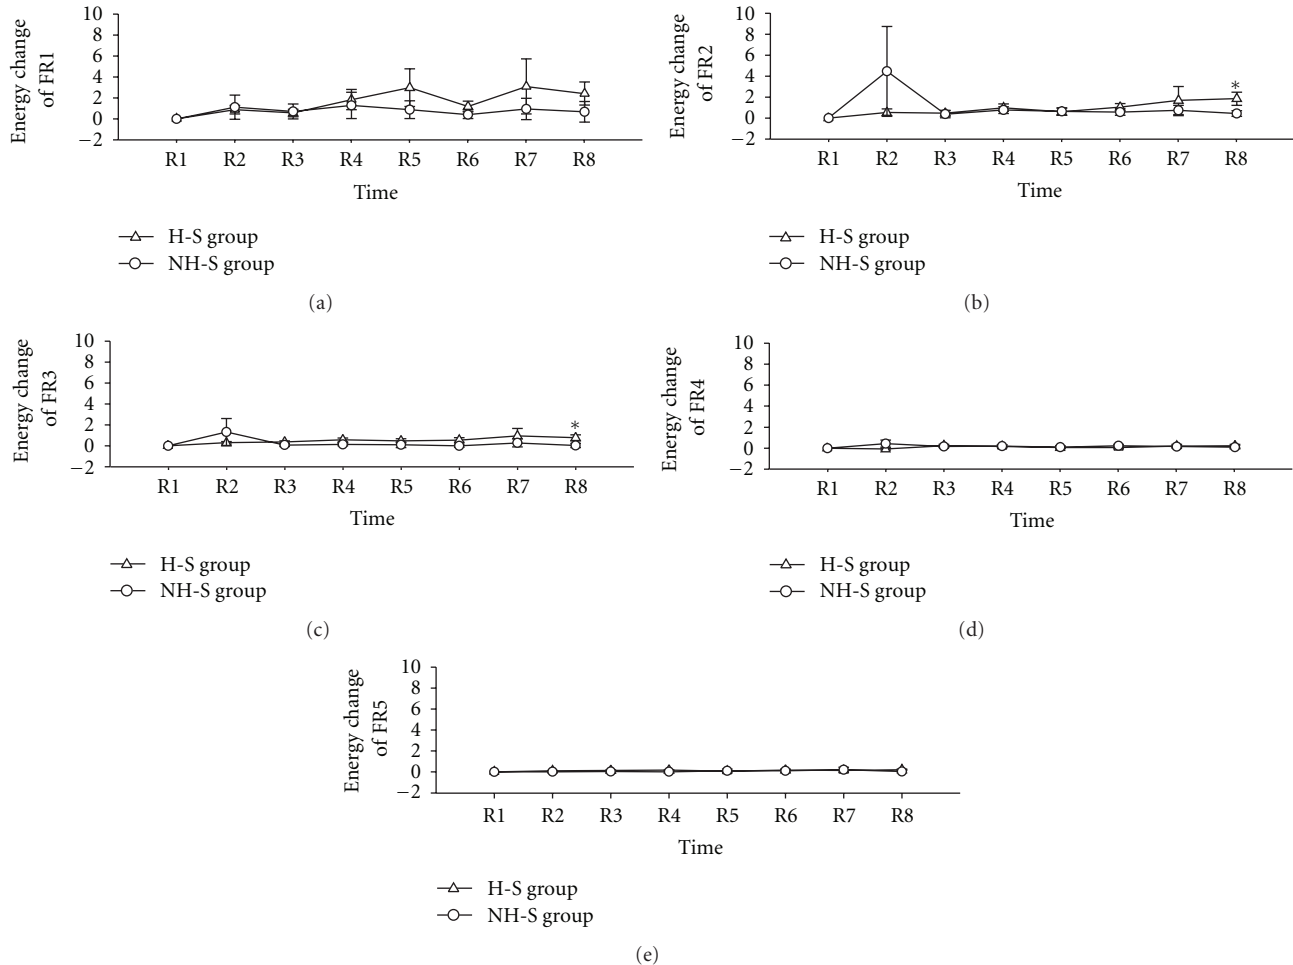 10
8
6
4
2
0
−2
Energy change
of FR1
R1 R2 R3 R4 R5 R6 R7 R8
Time
H-S group
NH-S group
(a)
10
8
6
4
2
0
−2
Energy change
of FR2
*
R1 R2 R3 R4 R5 R6 R7 R8
Time
H-S group
NH-S group
(b)
10
8
6
4
2
0
−2
Energy change
of FR3
*
R1 R2 R3 R4 R5 R6 R7 R8
Time
H-S group
NH-S group
(c)
10
8
6
4
2
0
−2
Energy change
of FR4
R1 R2 R3 R4 R5 R6 R7 R8
Time
H-S group
NH-S group
(d)
10
8
6
4
2
0
−2
Energy change
of FR5
R1 R2 R3 R4 R5 R6 R7 R8
Time
H-S group
NH-S group
(e)